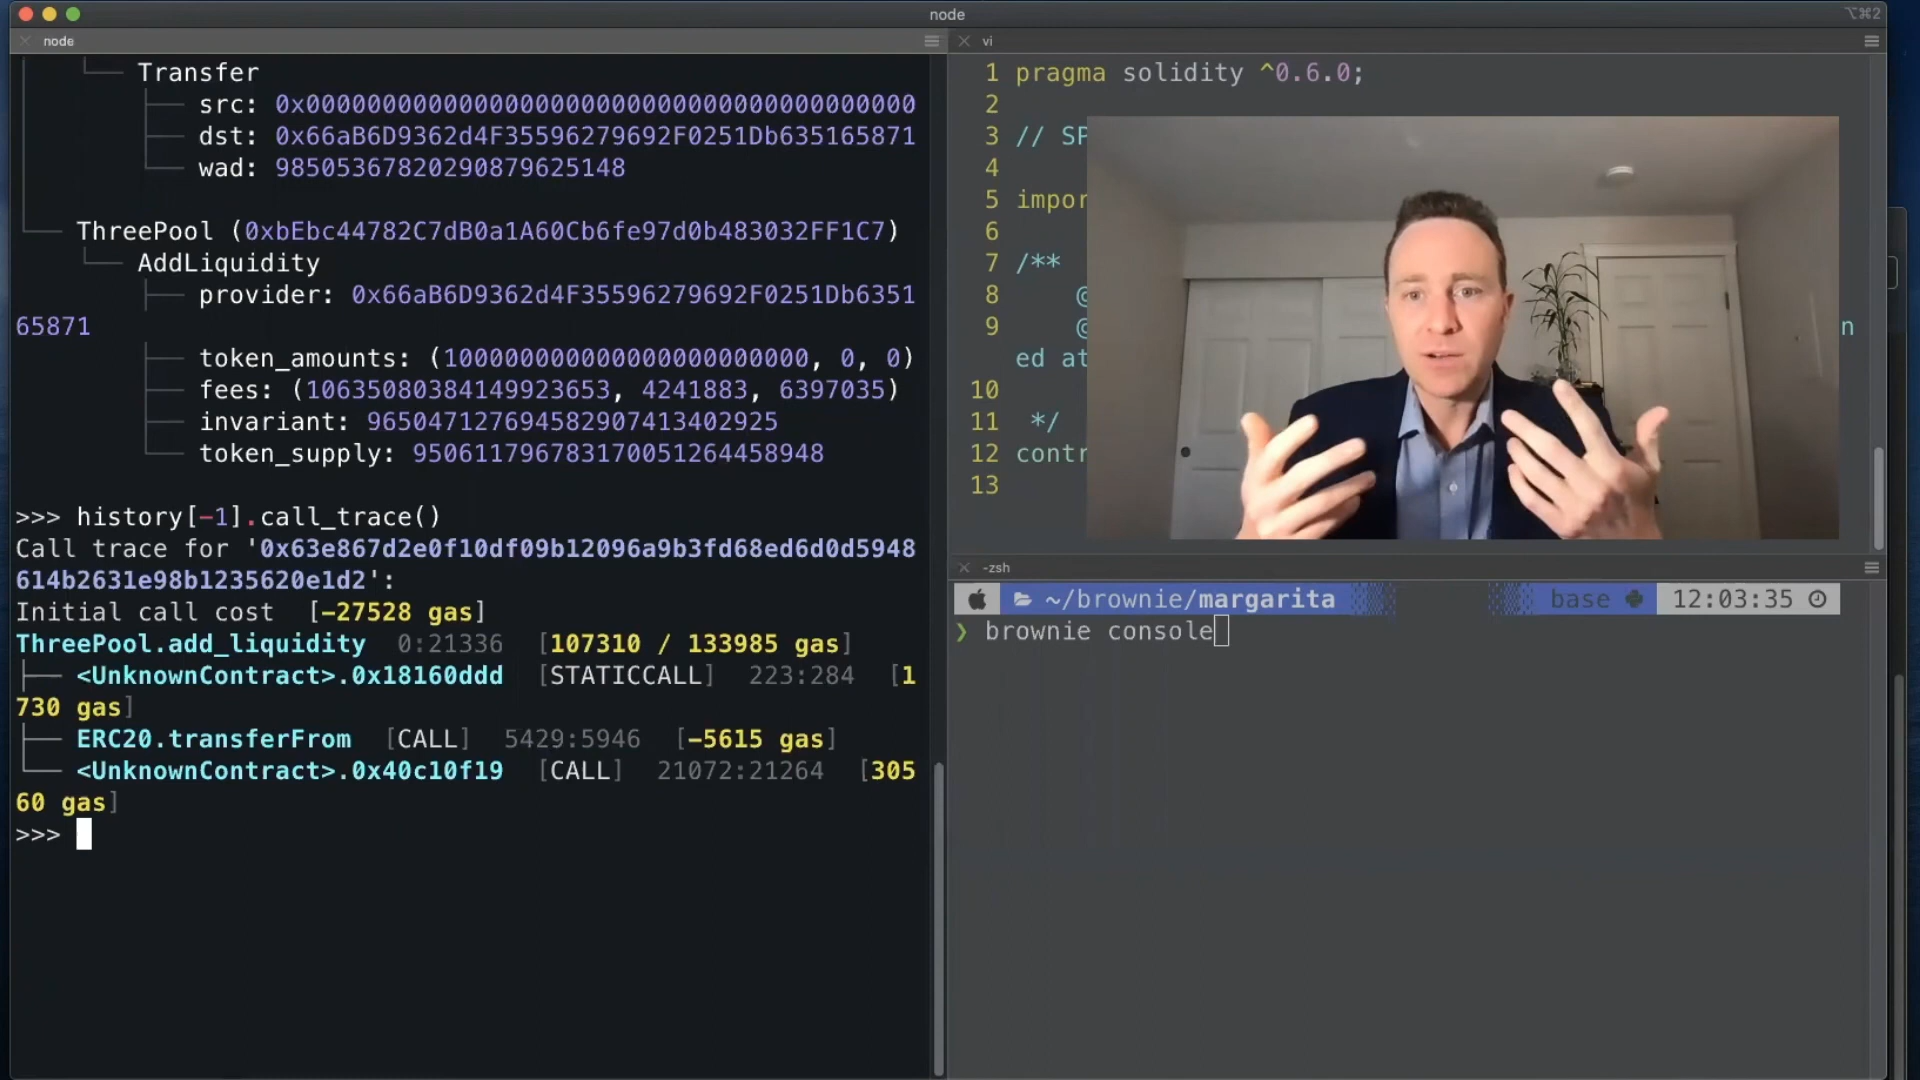 node
⌥⌘2
node
Transfer
src: 0x0000000000000000000000000000000000000000
dst: 0x66aB6D9362d4F35596279692F0251Db635165871
wad: 98505367820290879625148
ThreePool (0xbEbc44782C7dB0a1A60Cb6fe97d0b483032FF1C7)
AddLiquidity
provider: 0x66aB6D9362d4F35596279692F0251Db6351
65871
token_amounts: (100000000000000000000000, 0, 0)
fees: (10635080384149923653, 4241883, 6397035)
invariant: 965047127694582907413402925
token_supply: 950611796783170051264458948
>>> history[-1].call_trace()
Call trace for '0x63e867d2e0f10df09b12096a9b3fd68ed6d0d5948
614b2631e98b1235620e1d2':
Initial call cost [-27528 gas]
ThreePool.add_liquidity 0:21336 [107310 / 133985 gas]
<UnknownContract>.0x18160ddd [STATICCALL] 223:284 [1
730 gas]
ERC20.transferFrom [CALL] 5429:5946 [-5615 gas]
<UnknownContract>.0x40c10f19 [CALL] 21072:21264 [305
60 gas]
>>>
vi
1 pragma solidity ^0.6.0;
2
3 // SP
4
5 impor
6
7 /**
8 @
9 @ n
ed at
10
11 */
12 contr
13
-zsh
~/brownie/margarita base 12:03:35
❯ brownie console